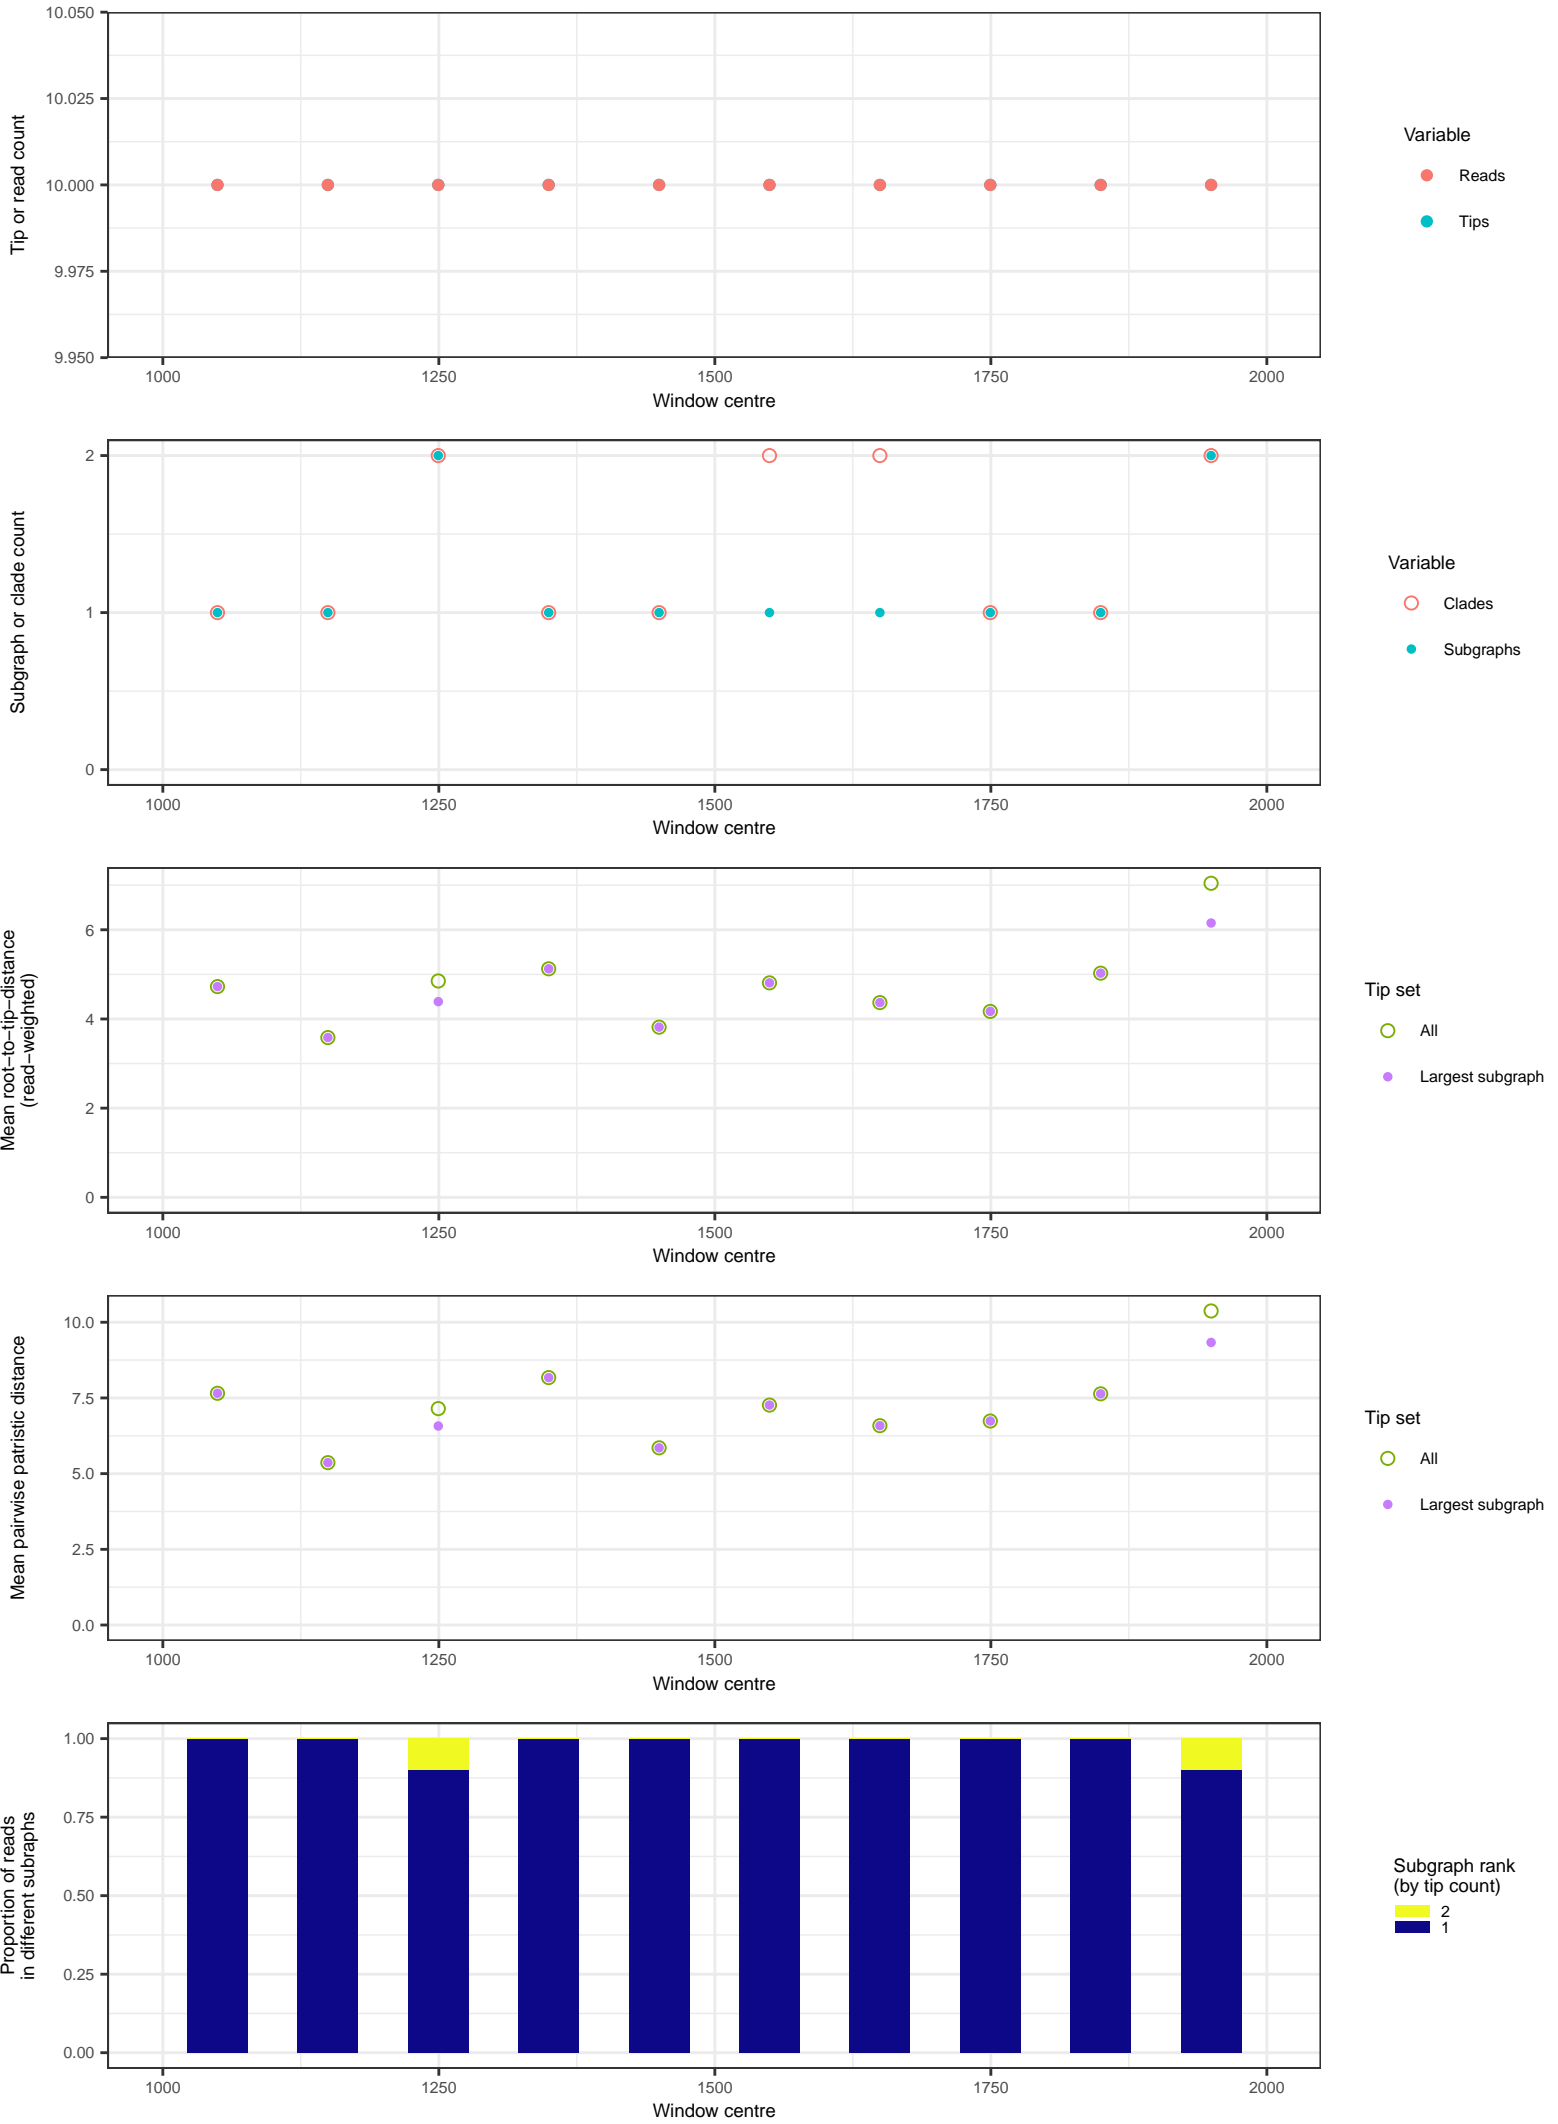 10.050
10.025
10.000
9.975
9.950
Tip or read count
1000 1250 1500 1750 2000
Window centre
Variable
Reads
Tips
2
1
0
Subgraph or clade count
1000 1250 1500 1750 2000
Window centre
Variable
Clades
Subgraphs
6
4
2
0
Mean root−to−tip−distance
(read−weighted)
1000 1250 1500 1750 2000
Window centre
Tip set
All
Largest subgraph
10.0
7.5
5.0
2.5
0.0
Mean pairwise patristic distance
1000 1250 1500 1750 2000
Window centre
Tip set
All
Largest subgraph
1.00
0.75
0.50
0.25
0.00
Proportion of reads
in different subraphs
1000 1250 1500 1750 2000
Window centre
Subgraph rank
(by tip count)
2
1